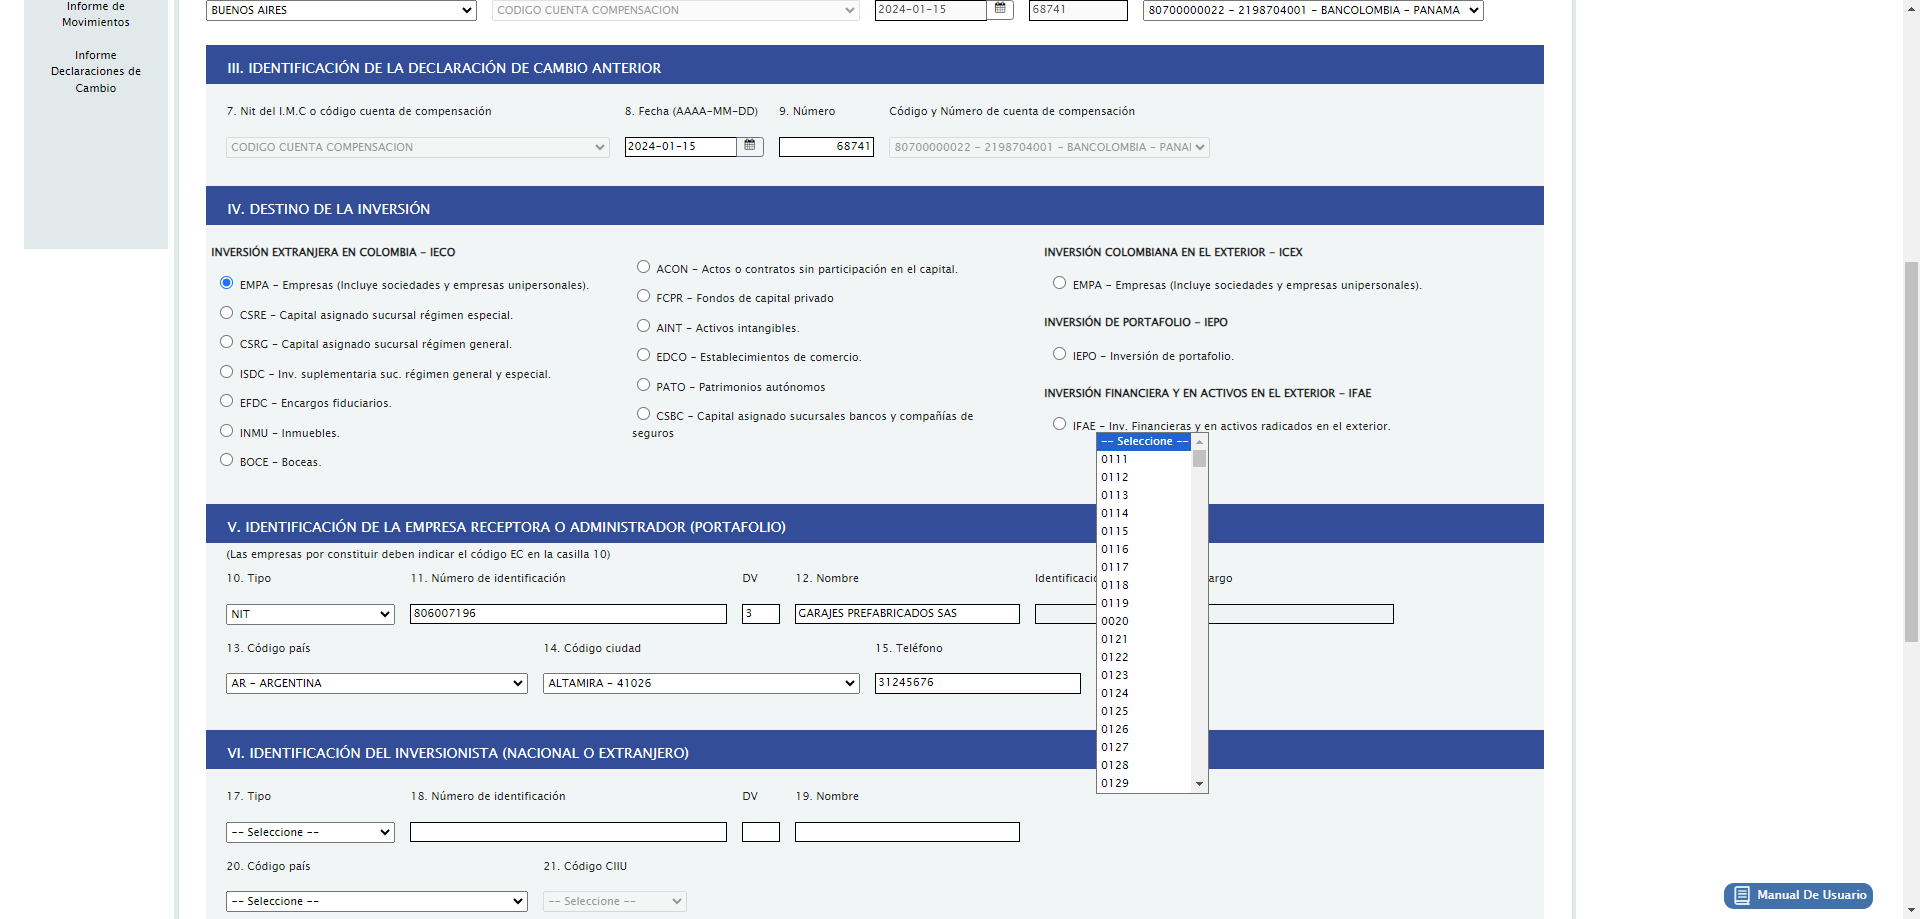 Informe de
Movimientos
Informe
Declaraciones de
Cambio
BUENOS AIRES
CODIGO CUENTA COMPENSACION
2024-01-15
68741
80700000022 - 2198704001 - BANCOLOMBIA - PANAMA
III. IDENTIFICACIÓN DE LA DECLARACIÓN DE CAMBIO ANTERIOR
7. Nit del I.M.C o código cuenta de compensación
8. Fecha (AAAA-MM-DD)
9. Número
Código y Número de cuenta de compensación
CODIGO CUENTA COMPENSACION
2024-01-15
68741
80700000022 - 2198704001 - BANCOLOMBIA - PANAI
IV. DESTINO DE LA INVERSIÓN
INVERSIÓN EXTRANJERA EN COLOMBIA - IECO
EMPA - Empresas (Incluye sociedades y empresas unipersonales).
CSRE - Capital asignado sucursal régimen especial.
CSRG - Capital asignado sucursal régimen general.
ISDC - Inv. suplementaria suc. régimen general y especial.
EFDC - Encargos fiduciarios.
INMU - Inmuebles.
BOCE - Boceas.
ACON - Actos o contratos sin participación en el capital.
FCPR - Fondos de capital privado
AINT - Activos intangibles.
EDCO - Establecimientos de comercio.
PATO - Patrimonios autónomos
CSBC - Capital asignado sucursales bancos y compañías de
seguros
INVERSIÓN COLOMBIANA EN EL EXTERIOR - ICEX
EMPA - Empresas (Incluye sociedades y empresas unipersonales).
INVERSIÓN DE PORTAFOLIO - IEPO
IEPO - Inversión de portafolio.
INVERSIÓN FINANCIERA Y EN ACTIVOS EN EL EXTERIOR - IFAE
IFAE - Inv. Financieras y en activos radicados en el exterior.
-- Seleccione --
0111
0112
0113
0114
0115
0116
0117
0118
0119
0020
0121
0122
0123
0124
0125
0126
0127
0128
0129
V. IDENTIFICACIÓN DE LA EMPRESA RECEPTORA O ADMINISTRADOR (PORTAFOLIO)
(Las empresas por constituir deben indicar el código EC en la casilla 10)
10. Tipo
11. Número de identificación
DV
12. Nombre
Identificaci
argo
NIT
806007196
3
GARAJES PREFABRICADOS SAS
13. Código país
14. Código ciudad
15. Teléfono
AR - ARGENTINA
ALTAMIRA - 41026
31245676
VI. IDENTIFICACIÓN DEL INVERSIONISTA (NACIONAL O EXTRANJERO)
17. Tipo
18. Número de identificación
DV
19. Nombre
-- Seleccione --
20. Código país
21. Código CIIU
-- Seleccione --
-- Seleccione --
Manual De Usuario